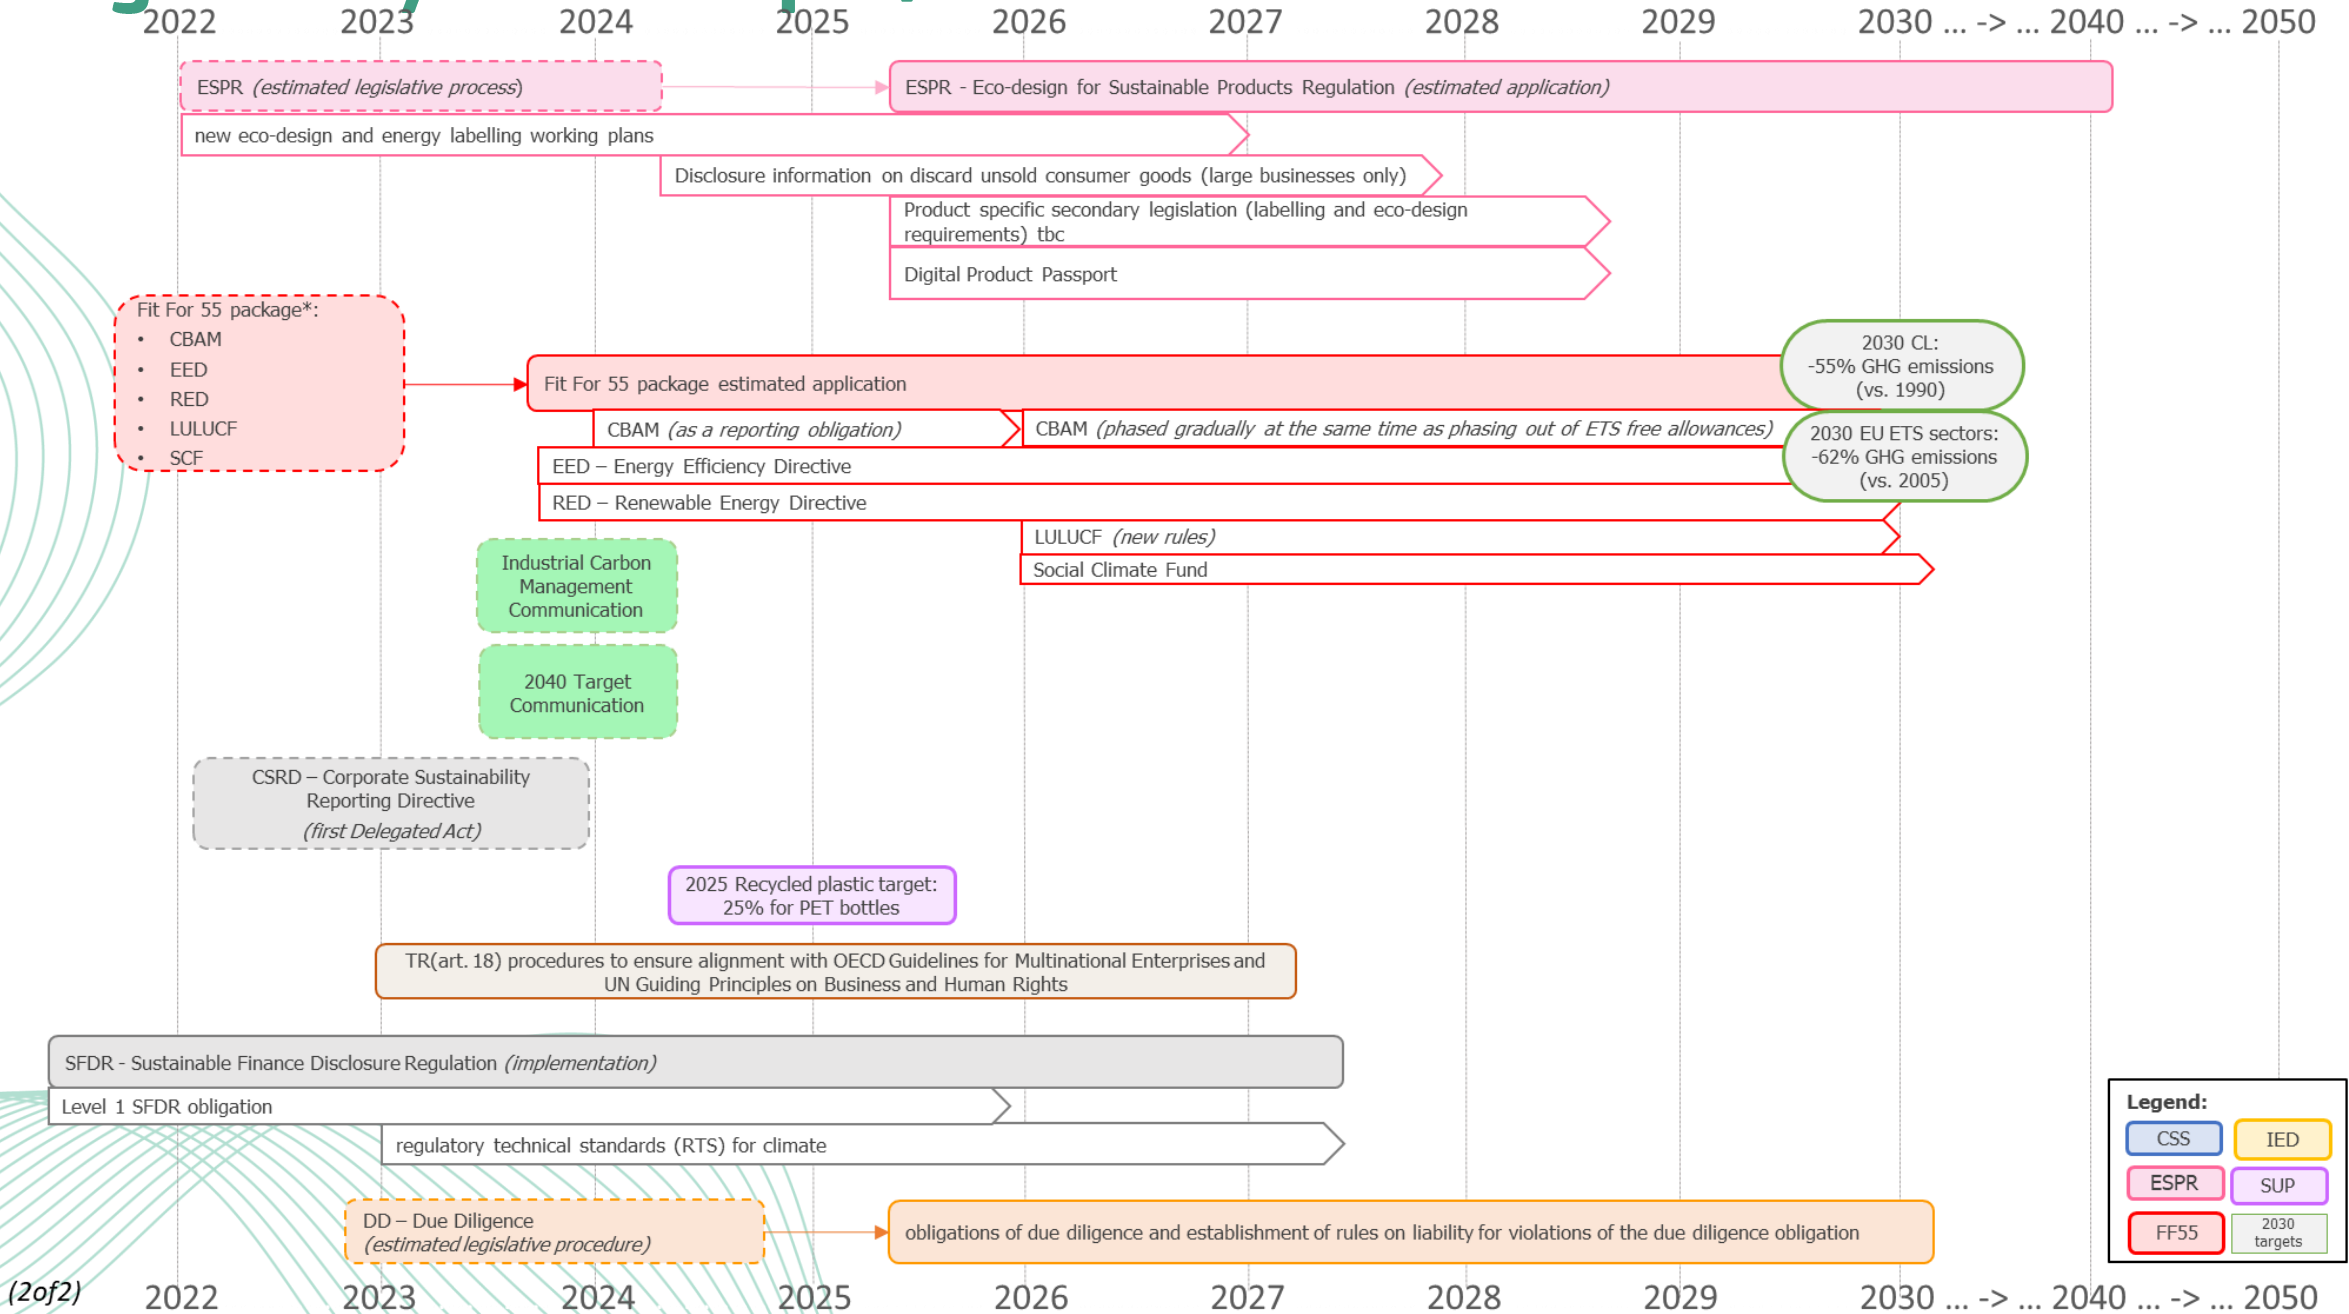 2022 2023 2024 2025 2026 2027 2028 2029 2030 ... -> ... 2040 ... -> ... 2050
ESPR (estimated legislative process)
ESPR - Eco-design for Sustainable Products Regulation (estimated application)
new eco-design and energy labelling working plans
Disclosure information on discard unsold consumer goods (large businesses only)
Product specific secondary legislation (labelling and eco-design
requirements) tbc
Digital Product Passport
Fit For 55 package*:
• CBAM
• EED
• RED
• LULUCF
• SCF
Fit For 55 package estimated application
2030 CL:
-55% GHG emissions
(vs. 1990)
CBAM (as a reporting obligation)
CBAM (phased gradually at the same time as phasing out of ETS free allowances)
2030 EU ETS sectors:
-62% GHG emissions
(vs. 2005)
EED – Energy Efficiency Directive
RED – Renewable Energy Directive
LULUCF (new rules)
Social Climate Fund
Industrial Carbon
Management
Communication
2040 Target
Communication
CSRD – Corporate Sustainability
Reporting Directive
(first Delegated Act)
2025 Recycled plastic target:
25% for PET bottles
TR(art. 18) procedures to ensure alignment with OECD Guidelines for Multinational Enterprises and
UN Guiding Principles on Business and Human Rights
SFDR - Sustainable Finance Disclosure Regulation (implementation)
Level 1 SFDR obligation
regulatory technical standards (RTS) for climate
DD – Due Diligence
(estimated legislative procedure)
obligations of due diligence and establishment of rules on liability for violations of the due diligence obligation
Legend:
CSS IED
ESPR SUP
FF55 2030
targets
(2of2)
2022 2023 2024 2025 2026 2027 2028 2029 2030 ... -> ... 2040 ... -> ... 2050